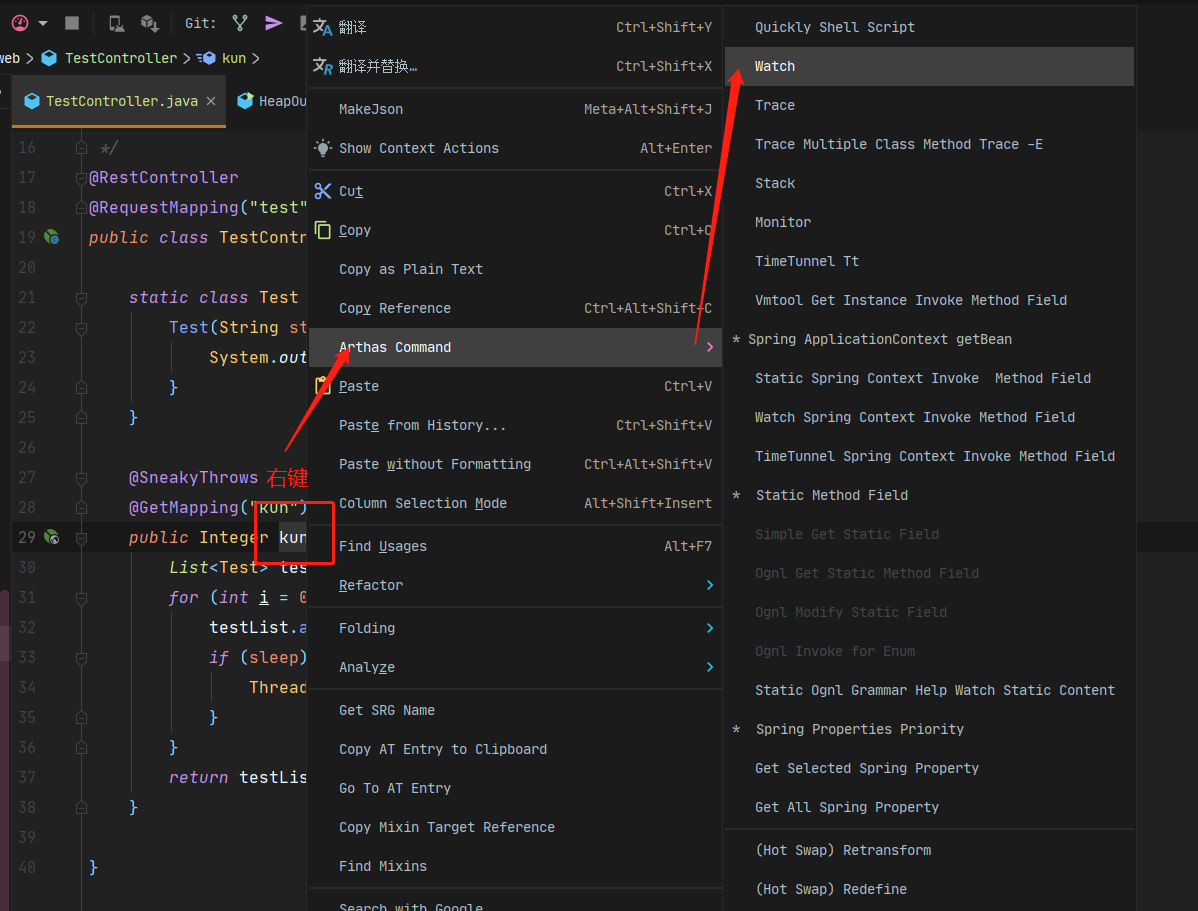 Git:
web > TestController > kun >
TestController.java × HeapOu
16 */
17 @RestController
18 @RequestMapping("test"
19 public class TestContr
20
21 static class Test
22 Test(String st
23 System.out
24 }
25 }
26
27 @SneakyThrows 右键
28 @GetMapping("kun")
29 public Integer kun
30 List<Test> tes
31 for (int i = 0
32 testList.a
33 if (sleep)
34 Thread
35 }
36 }
37 return testLis
38 }
39
40 }
翻译 Ctrl+Shift+Y
翻译并替换… Ctrl+Shift+X
MakeJson Meta+Alt+Shift+J
Show Context Actions Alt+Enter
Cut Ctrl+X
Copy Ctrl+C
Copy as Plain Text
Copy Reference Ctrl+Alt+Shift+C
Arthas Command >
Paste Ctrl+V
Paste from History... Ctrl+Shift+V
Paste without Formatting Ctrl+Alt+Shift+V
Column Selection Mode Alt+Shift+Insert
Find Usages Alt+F7
Refactor >
Folding >
Analyze >
Get SRG Name
Copy AT Entry to Clipboard
Go To AT Entry
Copy Mixin Target Reference
Find Mixins
Search with Google
Quickly Shell Script
Watch
Trace
Trace Multiple Class Method Trace -E
Stack
Monitor
TimeTunnel Tt
Vmtool Get Instance Invoke Method Field
* Spring ApplicationContext getBean
Static Spring Context Invoke  Method Field
Watch Spring Context Invoke Method Field
TimeTunnel Spring Context Invoke Method Field
* Static Method Field
Simple Get Static Field
Ognl Get Static Method Field
Ognl Modify Static Field
Ognl Invoke for Enum
Static Ognl Grammar Help Watch Static Content
* Spring Properties Priority
Get Selected Spring Property
Get All Spring Property
(Hot Swap) Retransform
(Hot Swap) Redefine